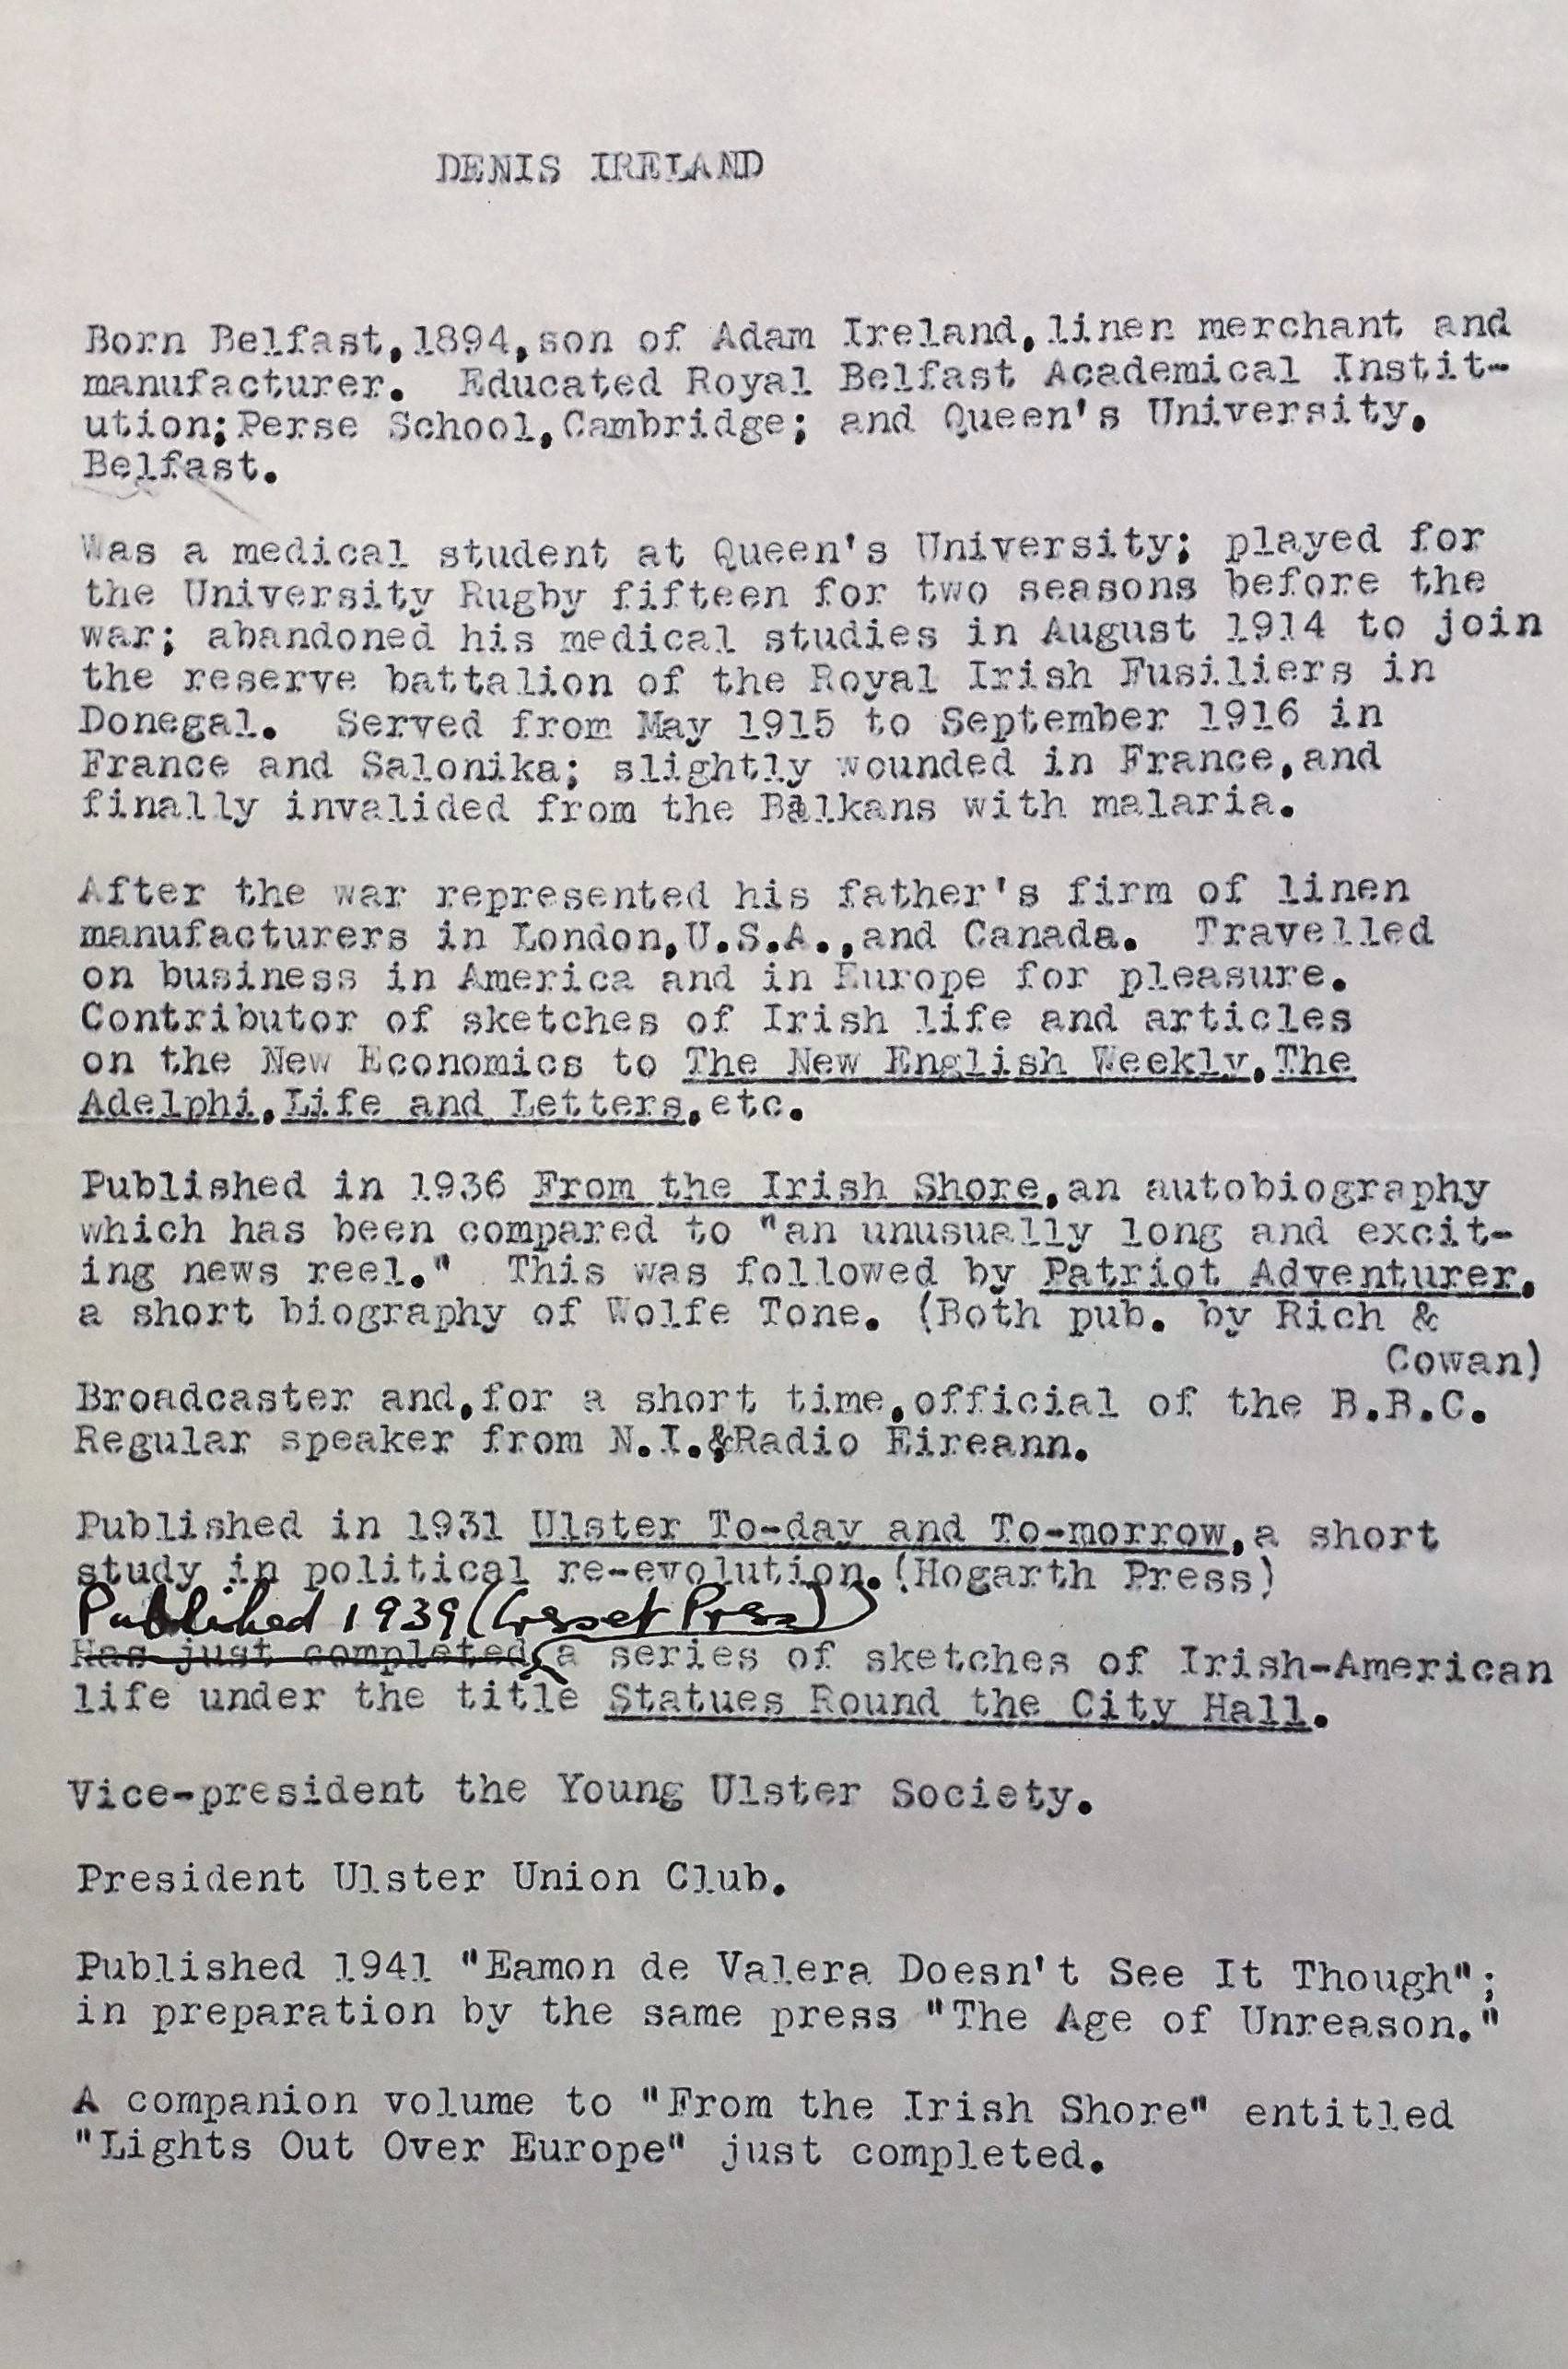 DENIS IRELAND
Born Belfast,1894,son of Adam Ireland,linen merchant and
manufacturer. Educated Royal Belfast Academical Instit-
ution;Perse School,Cambridge; and Queen's University,
Belfast.
Was a medical student at Queen's University; played for
the University Rugby fifteen for two seasons before the
war; abandoned his medical studies in August 1914 to join
the reserve battalion of the Royal Irish Fusiliers in
Donegal. Served from May 1915 to September 1916 in
France and Salonika; slightly wounded in France,and
finally invalided from the Balkans with malaria.
After the war represented his father's firm of linen
manufacturers in London,U.S.A.,and Canada. Travelled
on business in America and in Europe for pleasure.
Contributor of sketches of Irish life and articles
on the New Economics to The New English Weekly,The
Adelphi,Life and Letters,etc.
Published in 1936 From the Irish Shore,an autobiography
which has been compared to "an unusually long and excit-
ing news reel." This was followed by Patriot Adventurer,
a short biography of Wolfe Tone. (Both pub. by Rich &
Cowan)
Broadcaster and,for a short time,official of the B.B.C.
Regular speaker from N.I.&Radio Eireann.
Published in 1931 Ulster To-day and To-morrow,a short
study in political re-evolution.(Hogarth Press)
Published 1939 (Cresset Press)
Has just completed a series of sketches of Irish-American
life under the title Statues Round the City Hall.
Vice-president the Young Ulster Society.
President Ulster Union Club.
Published 1941 "Eamon de Valera Doesn't See It Though";
in preparation by the same press "The Age of Unreason."
A companion volume to "From the Irish Shore" entitled
"Lights Out Over Europe" just completed.